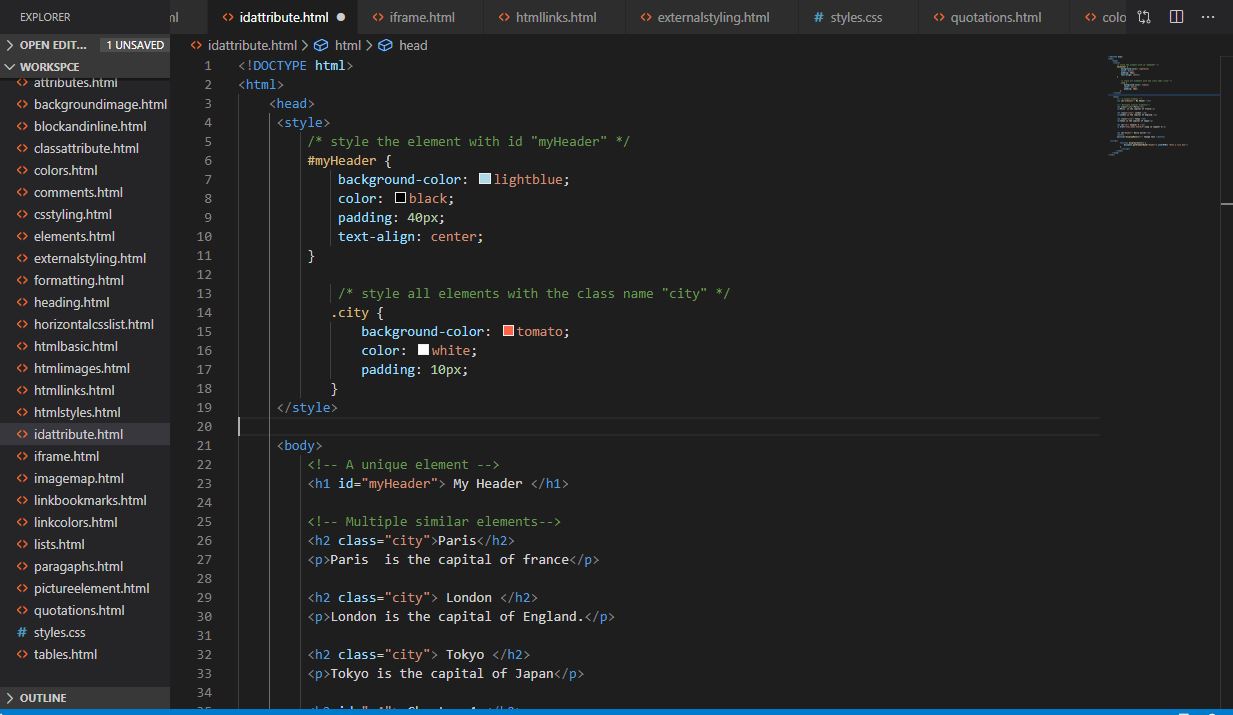 EXPLORER
ml
idattribute.html
iframe.html
htmllinks.html
externalstyling.html
# styles.css
quotations.html
colo
OPEN EDIT... 1 UNSAVED
WORKSPCE
attributes.html
backgroundimage.html
blockandinline.html
classattribute.html
colors.html
comments.html
csstyling.html
elements.html
externalstyling.html
formatting.html
heading.html
horizontalcsslist.html
htmlbasic.html
htmlimages.html
htmllinks.html
htmlstyles.html
idattribute.html
iframe.html
imagemap.html
linkbookmarks.html
linkcolors.html
lists.html
paragaphs.html
pictureelement.html
quotations.html
# styles.css
tables.html
OUTLINE
idattribute.html > html > head
1 <!DOCTYPE html>
2 <html>
3 <head>
4 <style>
5 /* style the element with id "myHeader" */
6 #myHeader {
7 background-color: lightblue;
8 color: black;
9 padding: 40px;
10 text-align: center;
11 }
12
13 /* style all elements with the class name "city" */
14 .city {
15 background-color: tomato;
16 color: white;
17 padding: 10px;
18 }
19 </style>
20
21 <body>
22 <!-- A unique element -->
23 <h1 id="myHeader"> My Header </h1>
24
25 <!-- Multiple similar elements-->
26 <h2 class="city">Paris</h2>
27 <p>Paris  is the capital of france</p>
28
29 <h2 class="city"> London </h2>
30 <p>London is the capital of England.</p>
31
32 <h2 class="city"> Tokyo </h2>
33 <p>Tokyo is the capital of Japan</p>
34